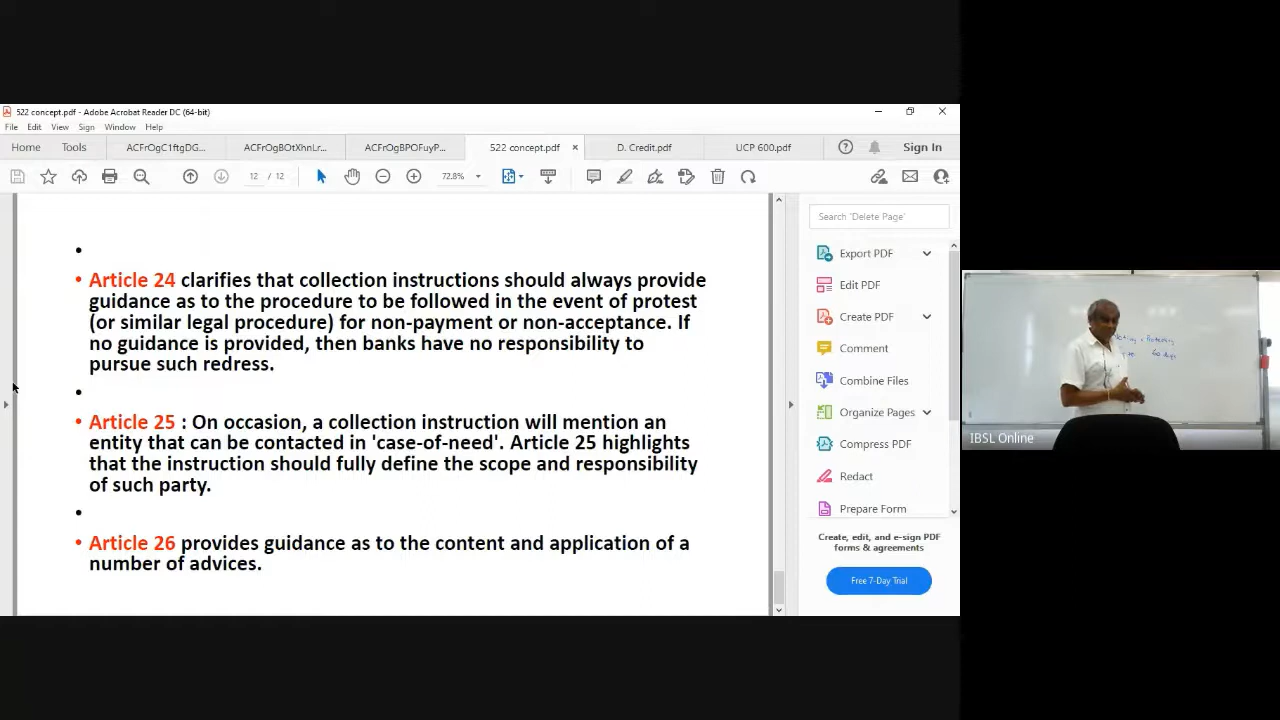 522 concept.pdf - Adobe Acrobat Reader DC (64-bit)
File Edit View Sign Window Help
Home Tools ACFrOgC1ftgDG... ACFrOgBOtXhnLr... ACFrOgBPOFuyP... 522 concept.pdf D. Credit.pdf UCP 600.pdf Sign In
12 / 12 72.8%
Article 24 clarifies that collection instructions should always provide
guidance as to the procedure to be followed in the event of protest
(or similar legal procedure) for non-payment or non-acceptance. If
no guidance is provided, then banks have no responsibility to
pursue such redress.
Article 25 : On occasion, a collection instruction will mention an
entity that can be contacted in 'case-of-need'. Article 25 highlights
that the instruction should fully define the scope and responsibility
of such party.
Article 26 provides guidance as to the content and application of a
number of advices.
Search 'Delete Page'
Export PDF
Edit PDF
Create PDF
Comment
Combine Files
Organize Pages
Compress PDF
Redact
Prepare Form
Create, edit, and e-sign PDF
forms & agreements
Free 7-Day Trial
60 days
IBSL Online